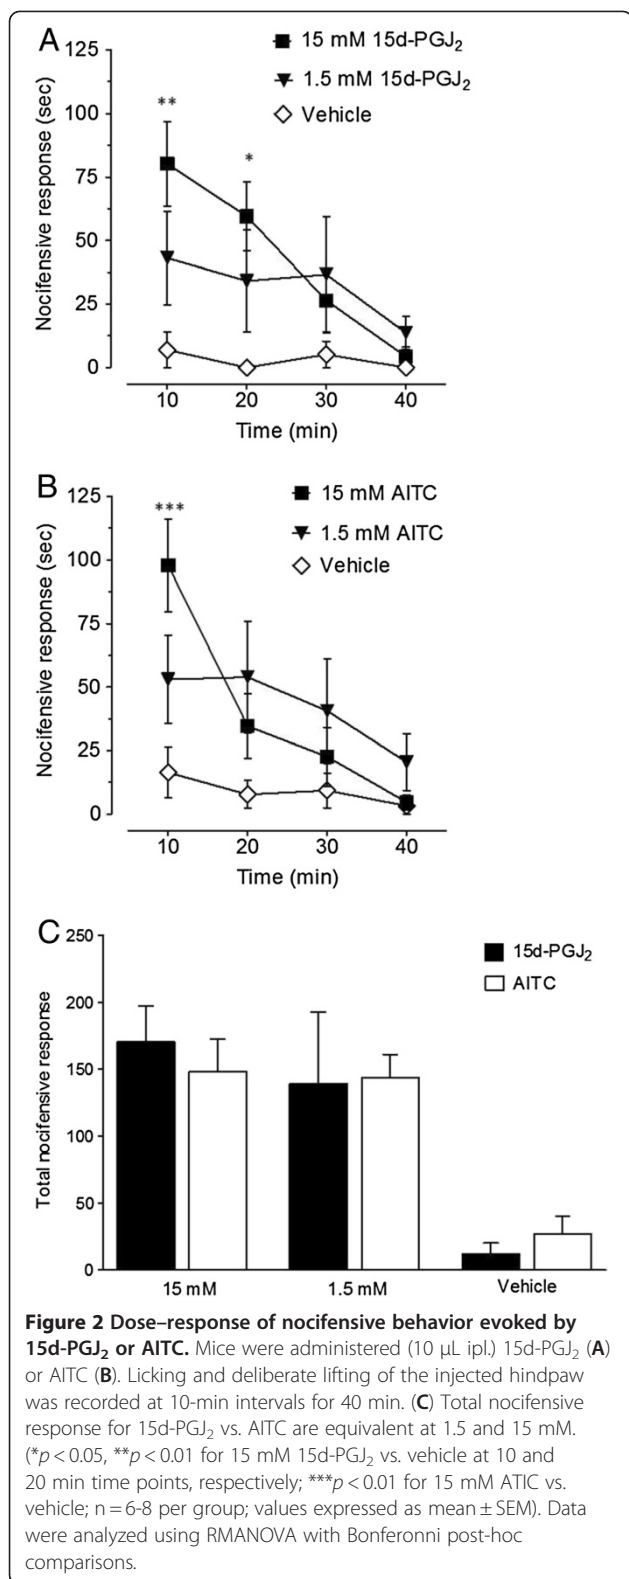 A
15 mM 15d-PGJ₂
1.5 mM 15d-PGJ₂
Vehicle
Nocifensive response (sec)
125
100
75
50
25
0
**
*
10 20 30 40
Time (min)
B
15 mM AITC
1.5 mM AITC
Vehicle
Nocifensive response (sec)
125
100
75
50
25
0
***
10 20 30 40
Time (min)
C
15d-PGJ₂
AITC
Total nocifensive response
250
200
150
100
50
0
15 mM 1.5 mM Vehicle
Figure 2 Dose–response of nocifensive behavior evoked by
15d-PGJ₂ or AITC. Mice were administered (10 μL ipl.) 15d-PGJ₂ (A)
or AITC (B). Licking and deliberate lifting of the injected hindpaw
was recorded at 10-min intervals for 40 min. (C) Total nocifensive
response for 15d-PGJ₂ vs. AITC are equivalent at 1.5 and 15 mM.
(*p < 0.05, **p < 0.01 for 15 mM 15d-PGJ₂ vs. vehicle at 10 and
20 min time points, respectively; ***p < 0.01 for 15 mM ATIC vs.
vehicle; n = 6-8 per group; values expressed as mean ± SEM). Data
were analyzed using RMANOVA with Bonferonni post-hoc
comparisons.